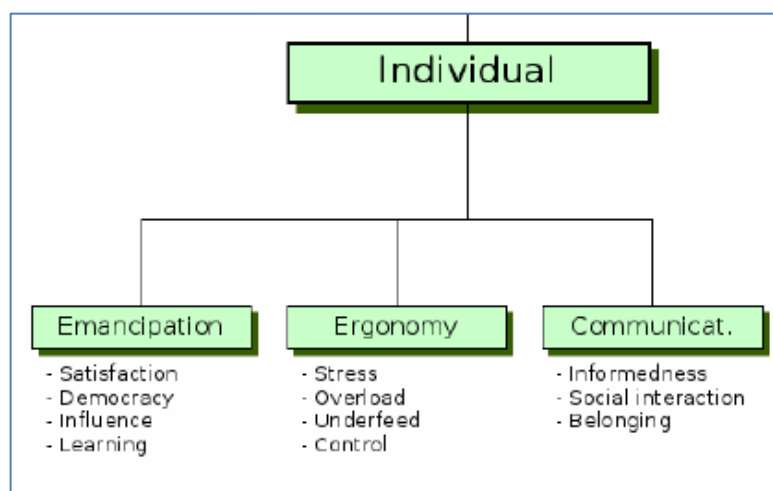 Individual
Emancipation
- Satisfaction
- Democracy
- Influence
- Learning
Ergonomy
- Stress
- Overload
- Underfeed
- Control
Communicat.
- Informedness
- Social interaction
- Belonging